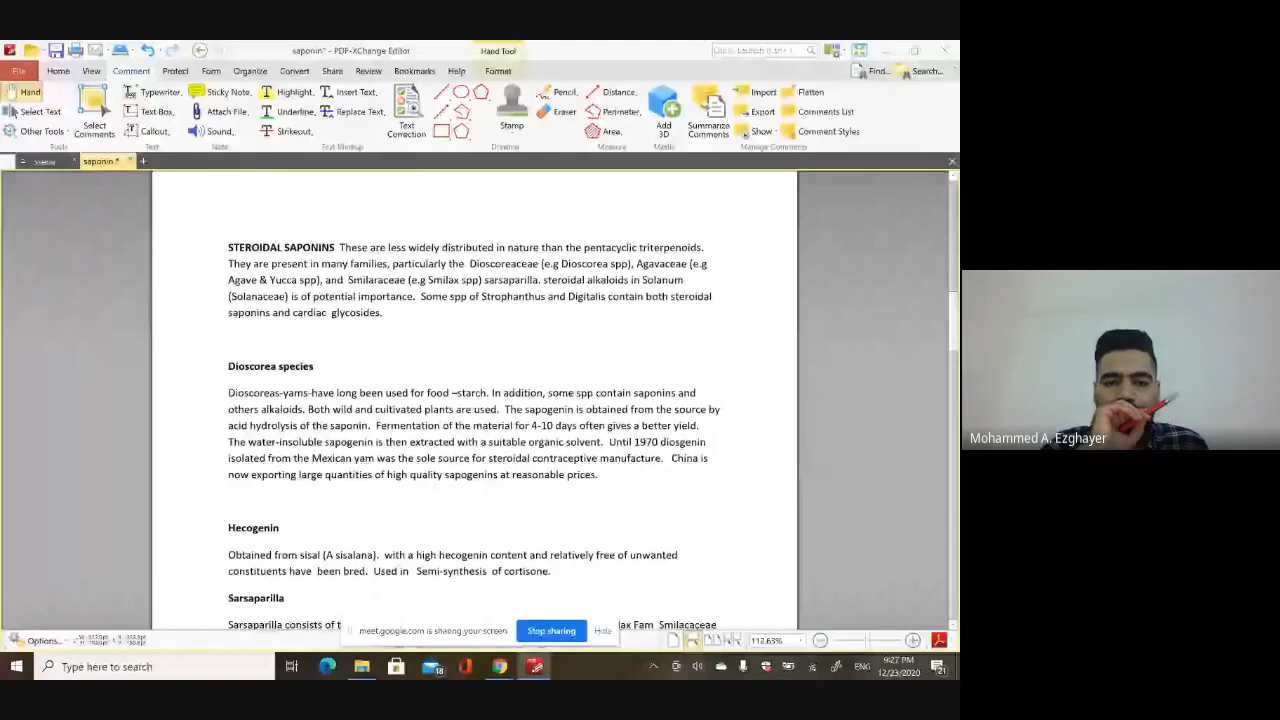 saponin* - PDF-XChange Editor
Hand Tool
Find...
Search...
File Home View Comment Protect Form Organize Convert Share Review Bookmarks Help Format
Hand
Select Text
Other Tools
Tools
Select Comments
Typewriter
Text Box
Callout
Text
Sticky Note
Attach File
Sound
Note
Highlight
Underline
Strikeout
Insert Text
Replace Text
Text Markup
Text Correction
Stamp
Pencil
Eraser
Drawing
Distance
Perimeter
Area
Measure
Add 3D
Summarize Comments
Import
Export
Show
Flatten
Comments List
Comment Styles
Manage Comments
saponin *
STEROIDAL SAPONINS These are less widely distributed in nature than the pentacyclic triterpenoids.
They are present in many families, particularly the Dioscoreaceae (e.g Dioscorea spp), Agavaceae (e.g
Agave & Yucca spp), and Smilaraceae (e.g Smilax spp) sarsaparilla. steroidal alkaloids in Solanum
(Solanaceae) is of potential importance. Some spp of Strophanthus and Digitalis contain both steroidal
saponins and cardiac glycosides.
Dioscorea species
Dioscoreas-yams-have long been used for food –starch. In addition, some spp contain saponins and
others alkaloids. Both wild and cultivated plants are used. The sapogenin is obtained from the source by
acid hydrolysis of the saponin. Fermentation of the material for 4-10 days often gives a better yield.
The water-insoluble sapogenin is then extracted with a suitable organic solvent. Until 1970 diosgenin
isolated from the Mexican yam was the sole source for steroidal contraceptive manufacture. China is
now exporting large quantities of high quality sapogenins at reasonable prices.
Hecogenin
Obtained from sisal (A sisalana). with a high hecogenin content and relatively free of unwanted
constituents have been bred. Used in Semi-synthesis of cortisone.
Sarsaparilla
Sarsaparilla consists of t lax Fam Smilacaceae
meet.google.com is sharing your screen. Stop sharing Hide
Options...
112.63%
Type here to search
18
ENG
9:27 PM
12/23/2020
21
Mohammed A. Ezghayer